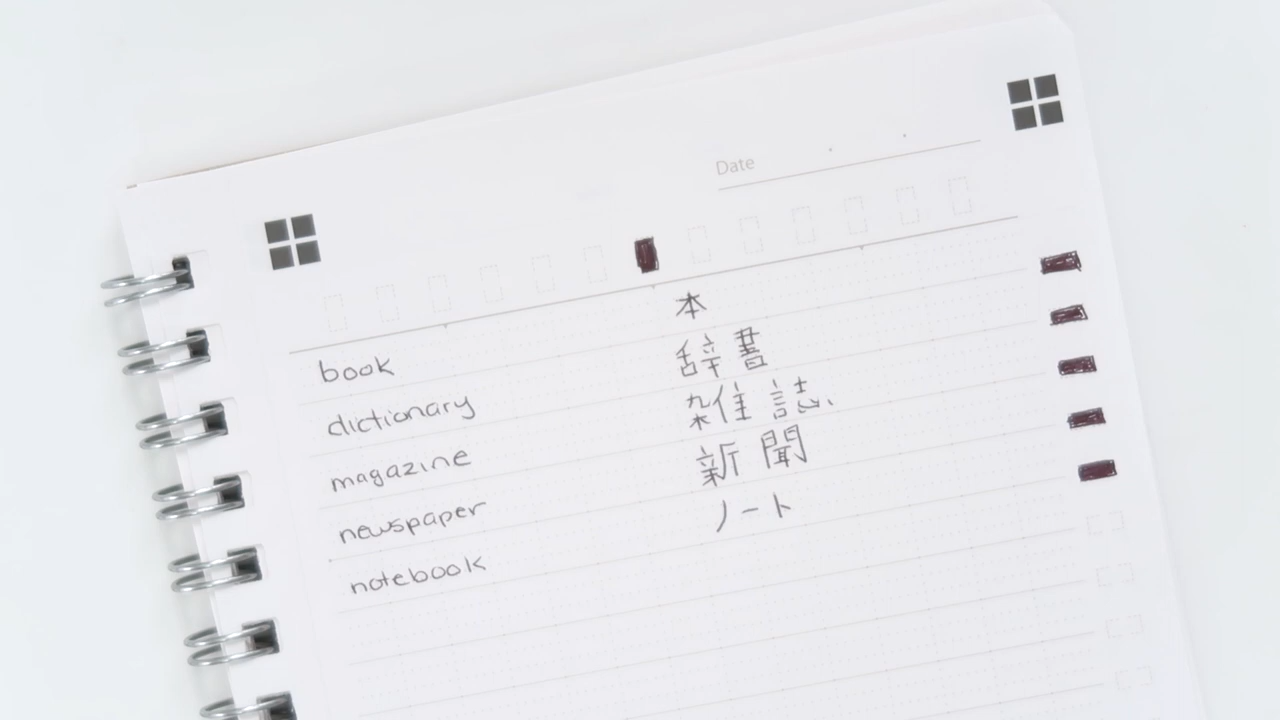 Date
book 本
dictionary 辞書
magazine 雑誌
newspaper 新聞
notebook ノート